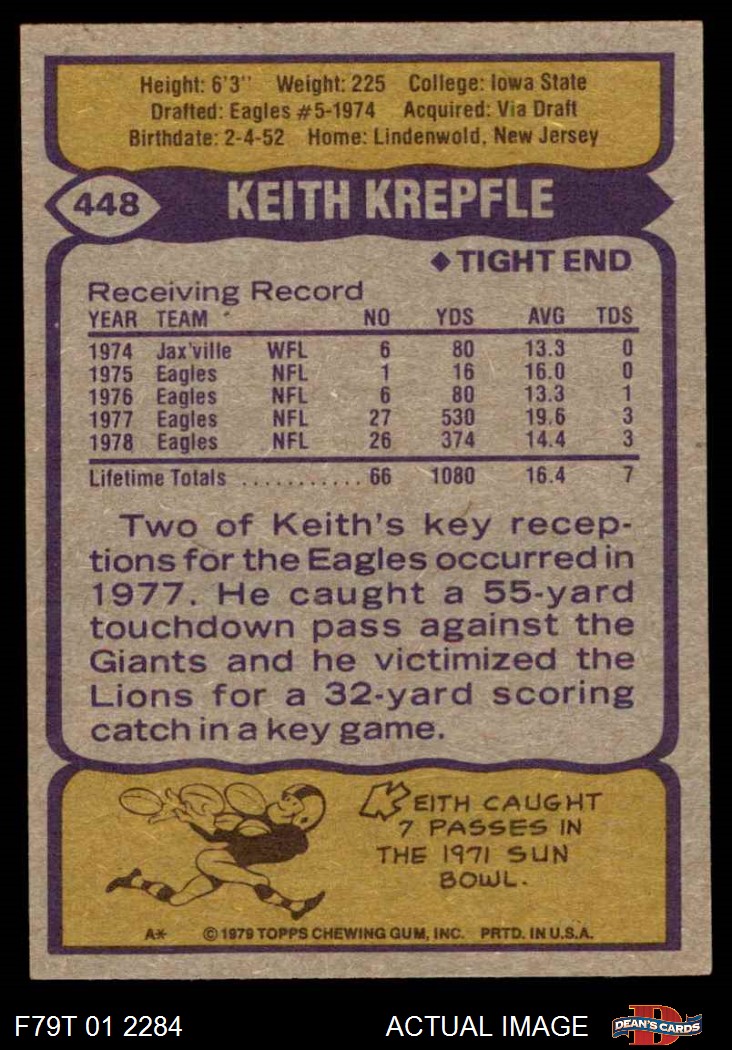 Height: 6'3" Weight: 225 College: Iowa State
Drafted: Eagles #5-1974 Acquired: Via Draft
Birthdate: 2-4-52 Home: Lindenwold, New Jersey
448 KEITH KREPFLE
◆TIGHT END
Receiving Record
YEAR TEAM NO YDS AVG TDS
1974 Jax'ville WFL 6 80 13.3 0
1975 Eagles NFL 1 16 16.0 0
1976 Eagles NFL 6 80 13.3 1
1977 Eagles NFL 27 530 19.6 3
1978 Eagles NFL 26 374 14.4 3
Lifetime Totals ........... 66 1080 16.4 7
Two of Keith's key recep-
tions for the Eagles occurred in
1977. He caught a 55-yard
touchdown pass against the
Giants and he victimized the
Lions for a 32-yard scoring
catch in a key game.
KEITH CAUGHT
7 PASSES IN
THE 1971 SUN
BOWL.
A* ©1979 TOPPS CHEWING GUM, INC. PRTD. IN U.S.A.
F79T 01 2284 ACTUAL IMAGE D DEAN'S CARDS